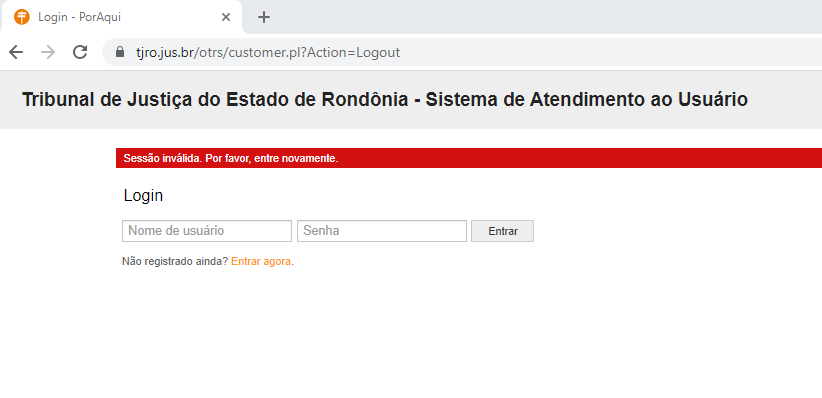 Login - PorAqui
tjro.jus.br/otrs/customer.pl?Action=Logout
Tribunal de Justiça do Estado de Rondônia - Sistema de Atendimento ao Usuário
Sessão inválida. Por favor, entre novamente.
Login
Nome de usuário Senha Entrar
Não registrado ainda? Entrar agora.